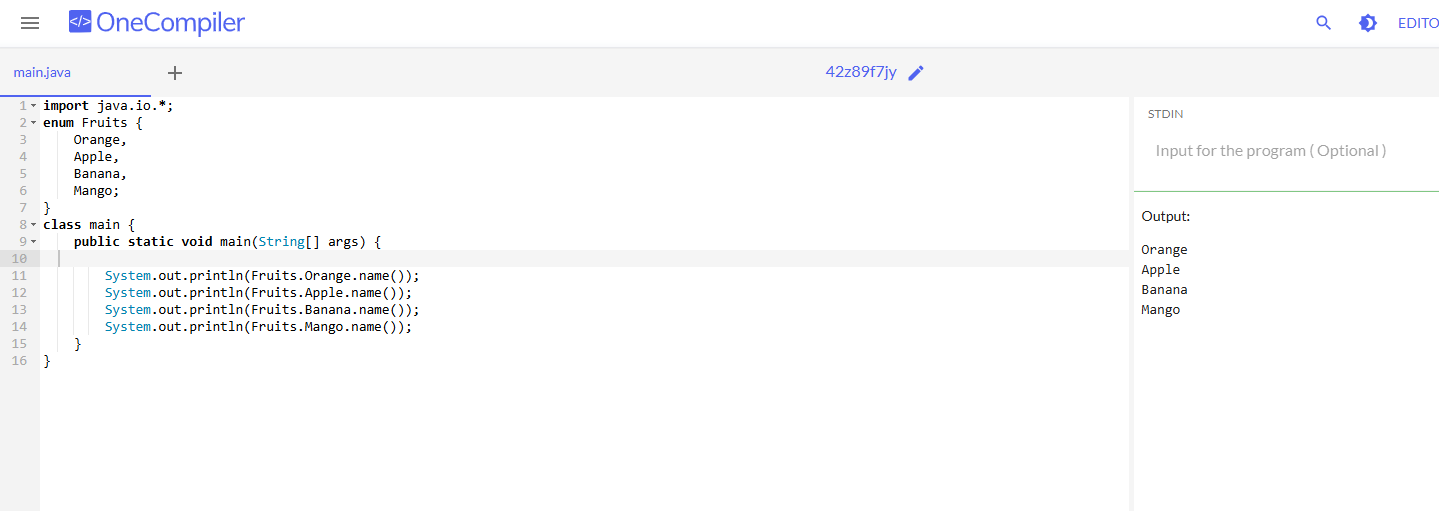 </> OneCompiler
EDITO
main.java + 42z89f7jy
1 import java.io.*;
2 enum Fruits {
3     Orange,
4     Apple,
5     Banana,
6     Mango;
7 }
8 class main {
9     public static void main(String[] args) {
10
11         System.out.println(Fruits.Orange.name());
12         System.out.println(Fruits.Apple.name());
13         System.out.println(Fruits.Banana.name());
14         System.out.println(Fruits.Mango.name());
15     }
16 }
STDIN
Input for the program ( Optional )
Output:
Orange
Apple
Banana
Mango